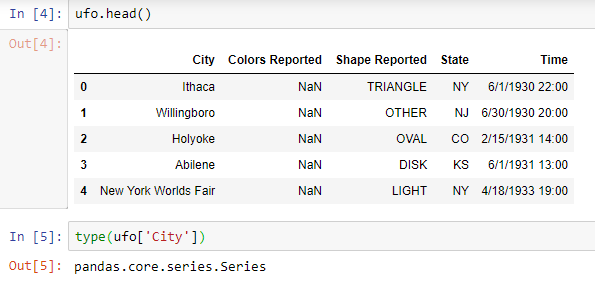 In [4]: ufo.head()
Out[4]:
City Colors Reported Shape Reported State Time
0 Ithaca NaN TRIANGLE NY 6/1/1930 22:00
1 Willingboro NaN OTHER NJ 6/30/1930 20:00
2 Holyoke NaN OVAL CO 2/15/1931 14:00
3 Abilene NaN DISK KS 6/1/1931 13:00
4 New York Worlds Fair NaN LIGHT NY 4/18/1933 19:00
In [5]: type(ufo['City'])
Out[5]: pandas.core.series.Series